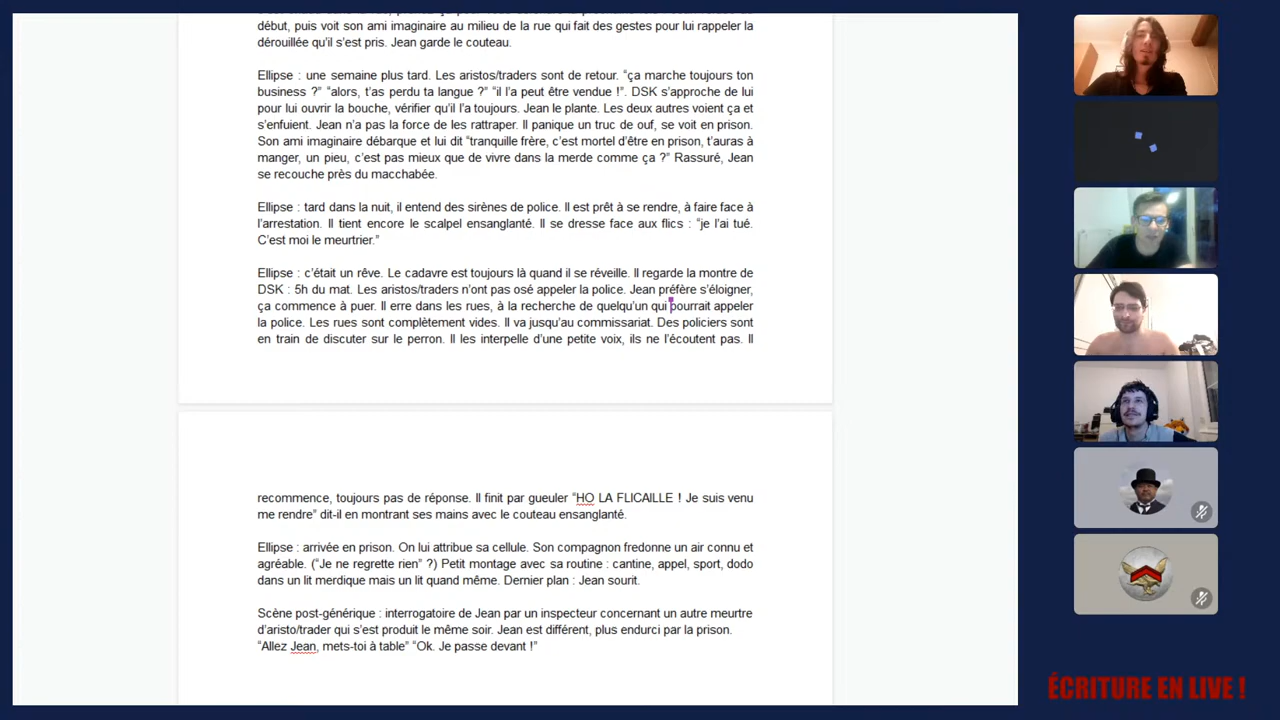 début, puis voit son ami imaginaire au milieu de la rue qui fait des gestes pour lui rappeler la
dérouillée qu’il s’est pris. Jean garde le couteau.
Ellipse : une semaine plus tard. Les aristos/traders sont de retour. “ça marche toujours ton
business ?” “alors, t’as perdu ta langue ?” “il l’a peut être vendue !”. DSK s’approche de lui
pour lui ouvrir la bouche, vérifier qu’il l’a toujours. Jean le plante. Les deux autres voient ça et
s’enfuient. Jean n’a pas la force de les rattraper. Il panique un truc de ouf, se voit en prison.
Son ami imaginaire débarque et lui dit “tranquille frère, c’est mortel d’être en prison, t’auras à
manger, un pieu, c’est pas mieux que de vivre dans la merde comme ça ?” Rassuré, Jean
se recouche près du macchabée.
Ellipse : tard dans la nuit, il entend des sirènes de police. Il est prêt à se rendre, à faire face à
l’arrestation. Il tient encore le scalpel ensanglanté. Il se dresse face aux flics : “je l’ai tué.
C’est moi le meurtrier.”
Ellipse : c’était un rêve. Le cadavre est toujours là quand il se réveille. Il regarde la montre de
DSK : 5h du mat. Les aristos/traders n’ont pas osé appeler la police. Jean préfère s’éloigner,
ça commence à puer. Il erre dans les rues, à la recherche de quelqu’un qui pourrait appeler
la police. Les rues sont complètement vides. Il va jusqu’au commissariat. Des policiers sont
en train de discuter sur le perron. Il les interpelle d’une petite voix, ils ne l’écoutent pas. Il
recommence, toujours pas de réponse. Il finit par gueuler “HO LA FLICAILLE ! Je suis venu
me rendre” dit-il en montrant ses mains avec le couteau ensanglanté.
Ellipse : arrivée en prison. On lui attribue sa cellule. Son compagnon fredonne un air connu et
agréable. (“Je ne regrette rien” ?) Petit montage avec sa routine : cantine, appel, sport, dodo
dans un lit merdique mais un lit quand même. Dernier plan : Jean sourit.
Scène post-générique : interrogatoire de Jean par un inspecteur concernant un autre meurtre
d’aristo/trader qui s’est produit le même soir. Jean est différent, plus endurci par la prison.
“Allez Jean, mets-toi à table” “Ok. Je passe devant !”
ÉCRITURE EN LIVE !